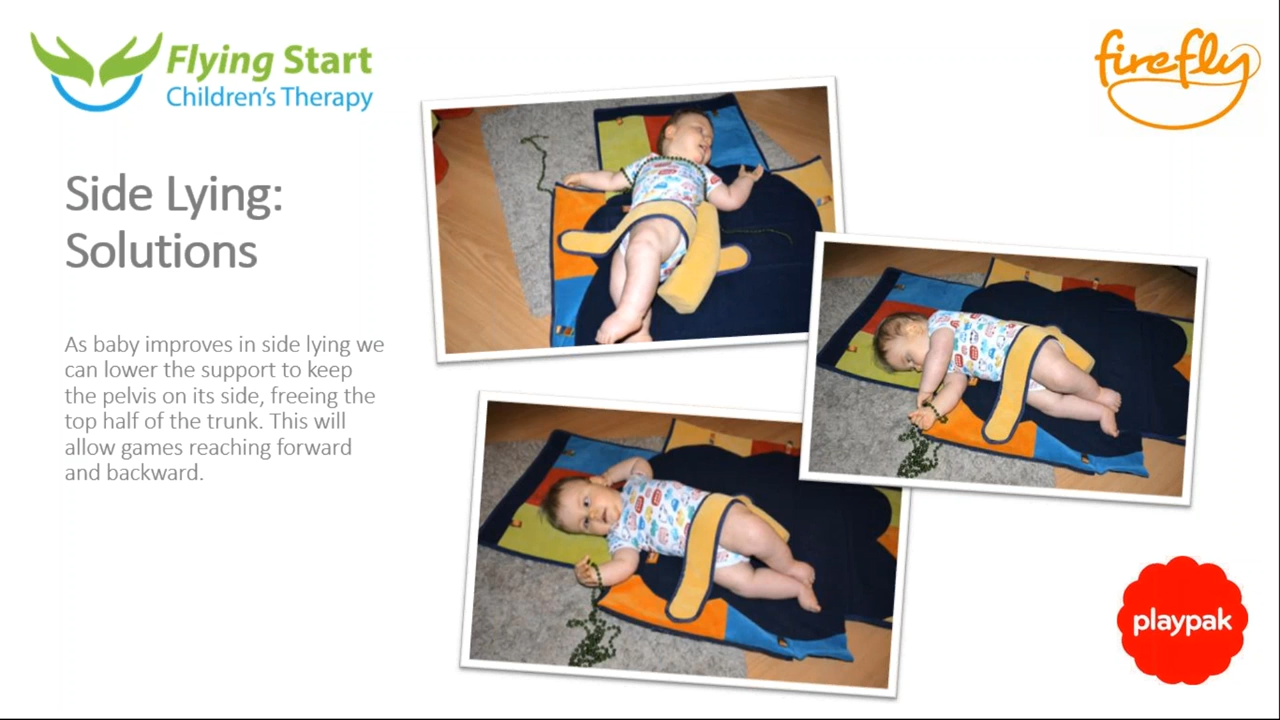 Flying Start
Children's Therapy
firefly
Side Lying:
Solutions
As baby improves in side lying we
can lower the support to keep
the pelvis on its side, freeing the
top half of the trunk. This will
allow games reaching forward
and backward.
playpak